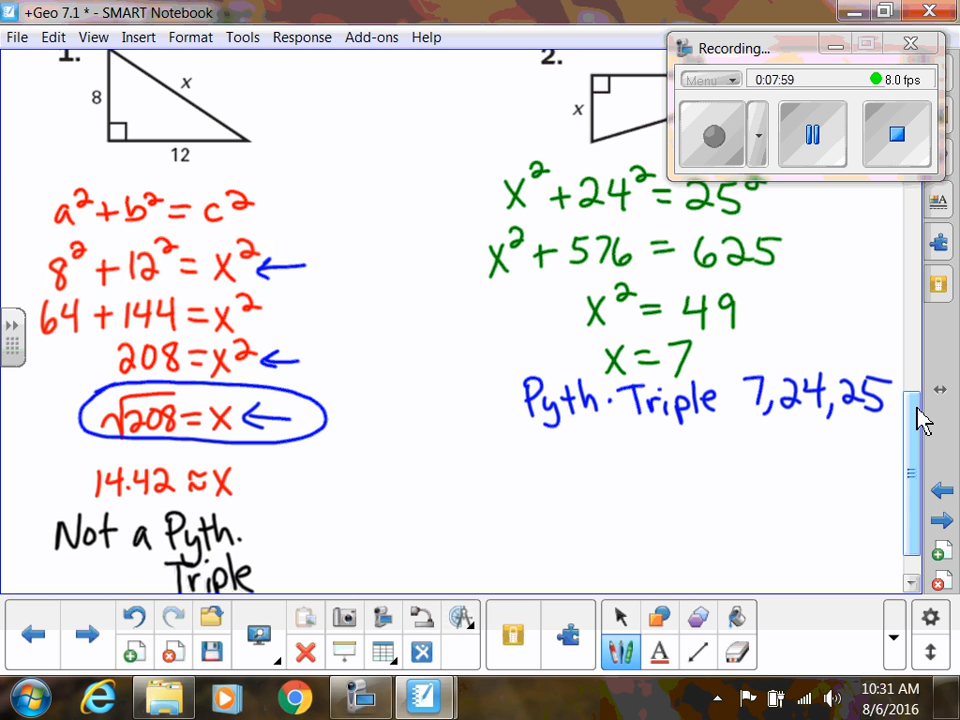 +Geo 7.1 * - SMART Notebook
File Edit View Insert Format Tools Response Add-ons Help
Recording...
Menu 0:07:59 8.0 fps
1.
8
x
12
a²+b²=c²
8²+12²=x²
64+144=x²
208=x²
√208=x
14.42≈x
Not a Pyth.
Triple
2.
x
x²+24²=25²
x²+576=625
x²=49
x=7
Pyth. Triple 7,24,25
10:31 AM
8/6/2016